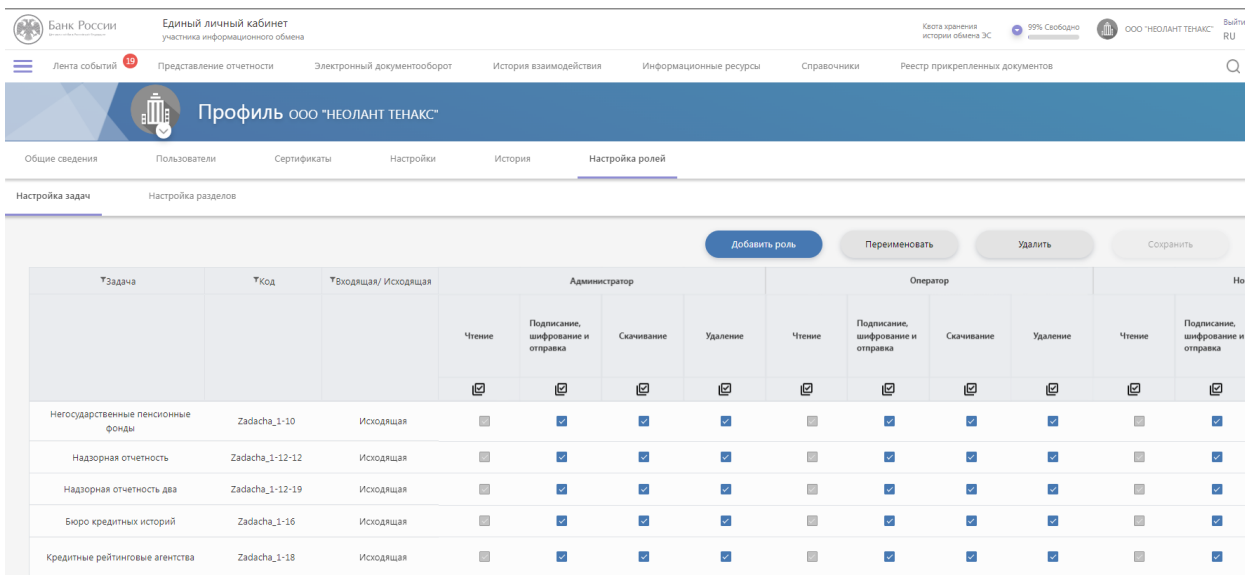 Банк России
Единый личный кабинет
участника информационного обмена
Квота хранения
истории обмена ЭС
99% Свободно
ООО "НЕОЛАНТ ТЕНАКС"
Выйти
RU
Лента событий 19 Представление отчетности Электронный документооборот История взаимодействия Информационные ресурсы Справочники Реестр прикрепленных документов
Профиль ООО "НЕОЛАНТ ТЕНАКС"
Общие сведения Пользователи Сертификаты Настройки История Настройка ролей
Настройка задач Настройка разделов
Добавить роль Переименовать Удалить Сохранить
Задача Код Входящая/ Исходящая Администратор Оператор Но
Чтение Подписание, шифрование и отправка Скачивание Удаление Чтение Подписание, шифрование и отправка Скачивание Удаление Чтение Подписание, шифрование и отправка
Негосударственные пенсионные фонды Zadacha_1-10 Исходящая
Надзорная отчетность Zadacha_1-12-12 Исходящая
Надзорная отчетность два Zadacha_1-12-19 Исходящая
Бюро кредитных историй Zadacha_1-16 Исходящая
Кредитные рейтинговые агентства Zadacha_1-18 Исходящая